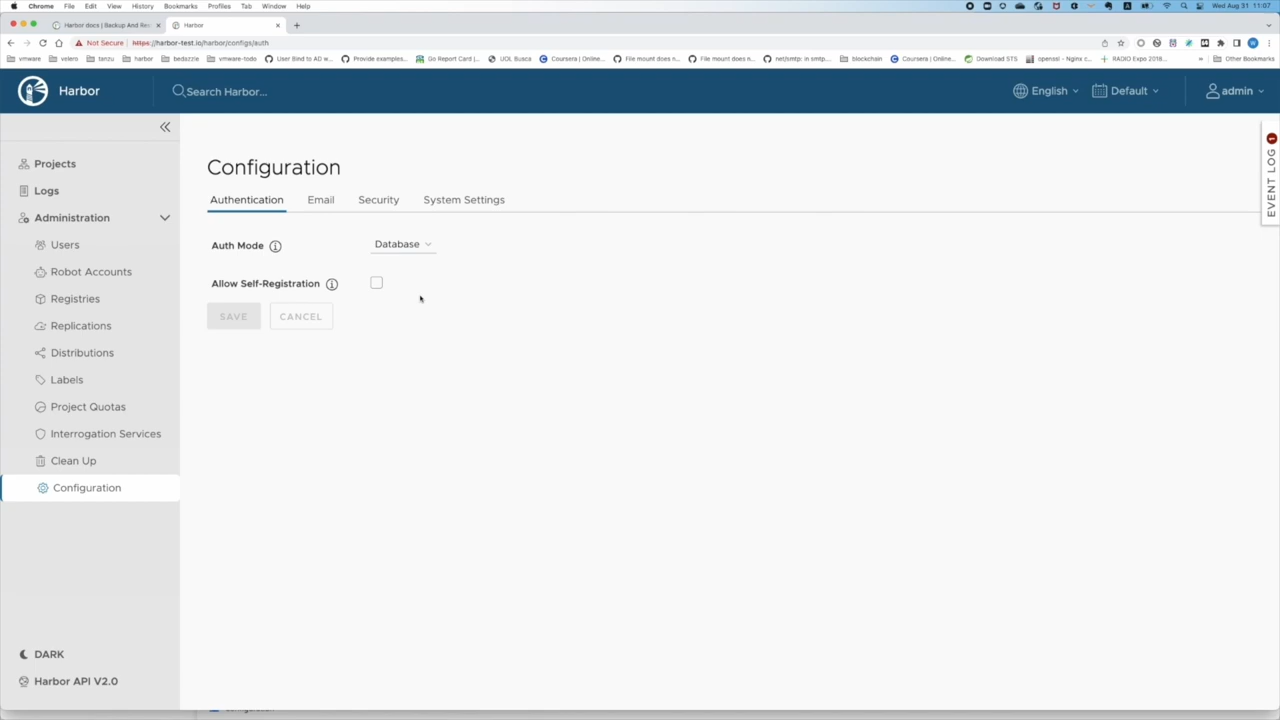 Chrome File Edit View History Bookmarks Profiles Tab Window Help
Wed Aug 31 11:07
Harbor docs | Backup And Res
Harbor
Not Secure https://harbor-test.io/harbor/configs/auth
vmware velero tanzu harbor bedazzle vmware-todo User Bind to AD w... Provide examples... Go Report Card |... UOL Busca Coursera | Online... File mount does n... File mount does n... net/smtp: in smtp... blockchain Coursera | Online... Download STS openssl - Nginx c... RADIO Expo 2018... » Other Bookmarks
Harbor
Search Harbor...
English
Default
admin
Projects
Logs
Administration
Users
Robot Accounts
Registries
Replications
Distributions
Labels
Project Quotas
Interrogation Services
Clean Up
Configuration
DARK
Harbor API V2.0
Configuration
Authentication Email Security System Settings
Auth Mode Database
Allow Self-Registration
SAVE CANCEL
EVENT LOG 1